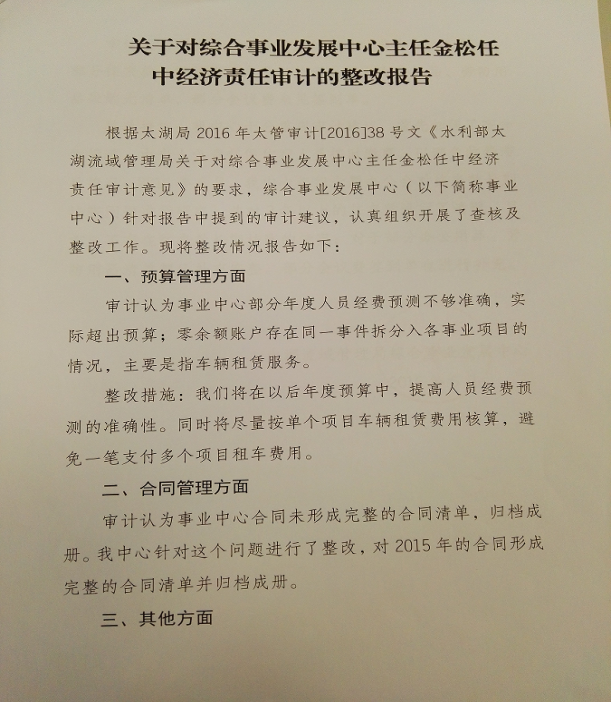 关于对综合事业发展中心主任金松任
中经济责任审计的整改报告
根据太湖局2016年太管审计[2016]38号文《水利部太
湖流域管理局关于对综合事业发展中心主任金松任中经济
责任审计意见》的要求，综合事业发展中心（以下简称事业
中心）针对报告中提到的审计建议，认真组织开展了查核及
整改工作。现将整改情况报告如下：
一、预算管理方面
审计认为事业中心部分年度人员经费预测不够准确，实
际超出预算；零余额账户存在同一事件拆分入各事业项目的
情况，主要是指车辆租赁服务。
整改措施：我们将在以后年度预算中，提高人员经费预
测的准确性。同时将尽量按单个项目车辆租赁费用核算，避
免一笔支付多个项目租车费用。
二、合同管理方面
审计认为事业中心合同未形成完整的合同清单，归档成
册。我中心针对这个问题进行了整改，对2015年的合同形成
完整的合同清单并归档成册。
三、其他方面